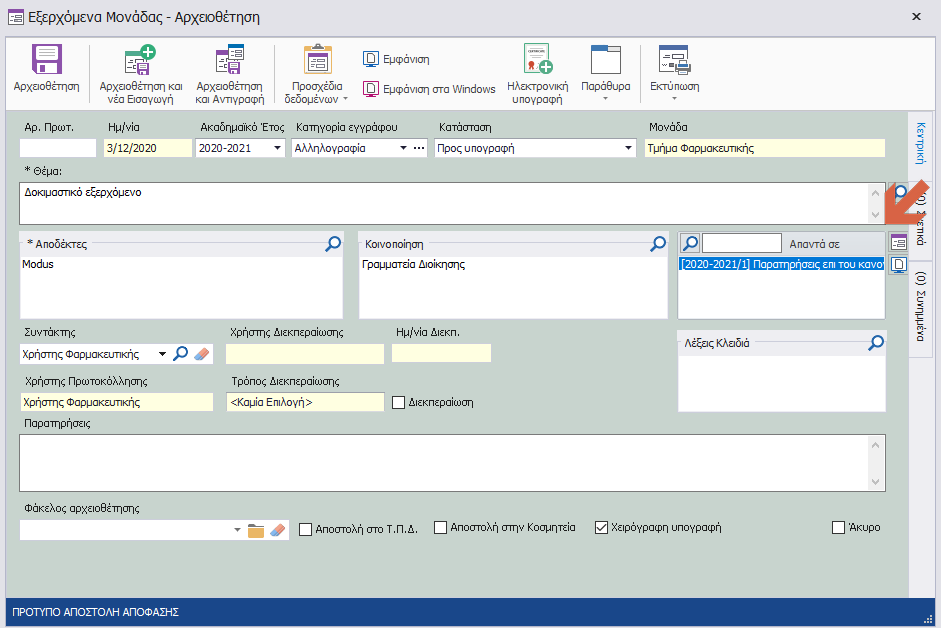 Εξερχόμενα Μονάδας - Αρχειοθέτηση
Αρχειοθέτηση
Αρχειοθέτηση και νέα Εισαγωγή
Αρχειοθέτηση και Αντιγραφή
Προσχέδια δεδομένων
Εμφάνιση
Εμφάνιση στα Windows
Ηλεκτρονική υπογραφή
Παράθυρα
Εκτύπωση
Αρ. Πρωτ.
Ημ/νία
Ακαδημαϊκό Έτος
Κατηγορία εγγράφου
Κατάσταση
Μονάδα
3/12/2020
2020-2021
Αλληλογραφία
Προς υπογραφή
Τμήμα Φαρμακευτικής
Κεντρική
* Θέμα:
Δοκιμαστικό εξερχόμενο
* Αποδέκτες
Κοινοποίηση
Απαντά σε
Modus
Γραμματεία Διοίκησης
[2020-2021/1] Παρατηρήσεις επι του κανο
(0) Συνημμένα
Συντάκτης
Χρήστης Διεκπεραίωσης
Ημ/νία Διεκπ.
Χρήστης Φαρμακευτικής
Λέξεις Κλειδιά
Χρήστης Πρωτοκόλλησης
Τρόπος Διεκπεραίωσης
Χρήστης Φαρμακευτικής
<Καμία Επιλογή>
Διεκπεραίωση
Παρατηρήσεις
Φάκελος αρχειοθέτησης
Αποστολή στο Τ.Π.Δ.
Αποστολή στην Κοσμητεία
Χειρόγραφη υπογραφή
Άκυρο
ΠΡΟΤΥΠΟ ΑΠΟΣΤΟΛΗ ΑΠΟΦΑΣΗΣ